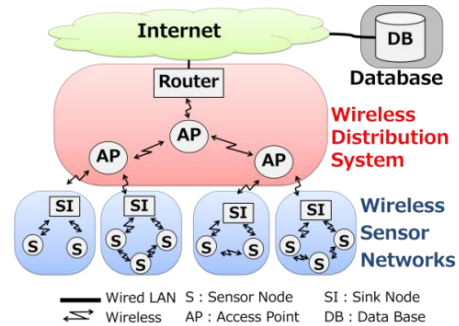 Internet
DB
Database
Router
AP
AP
AP
Wireless
Distribution
System
SI
S
S
SI
S
S
S
SI
S
S
SI
S
S
S
Wireless
Sensor
Networks
Wired LAN
S : Sensor Node
SI : Sink Node
Wireless
AP : Access Point
DB : Data Base